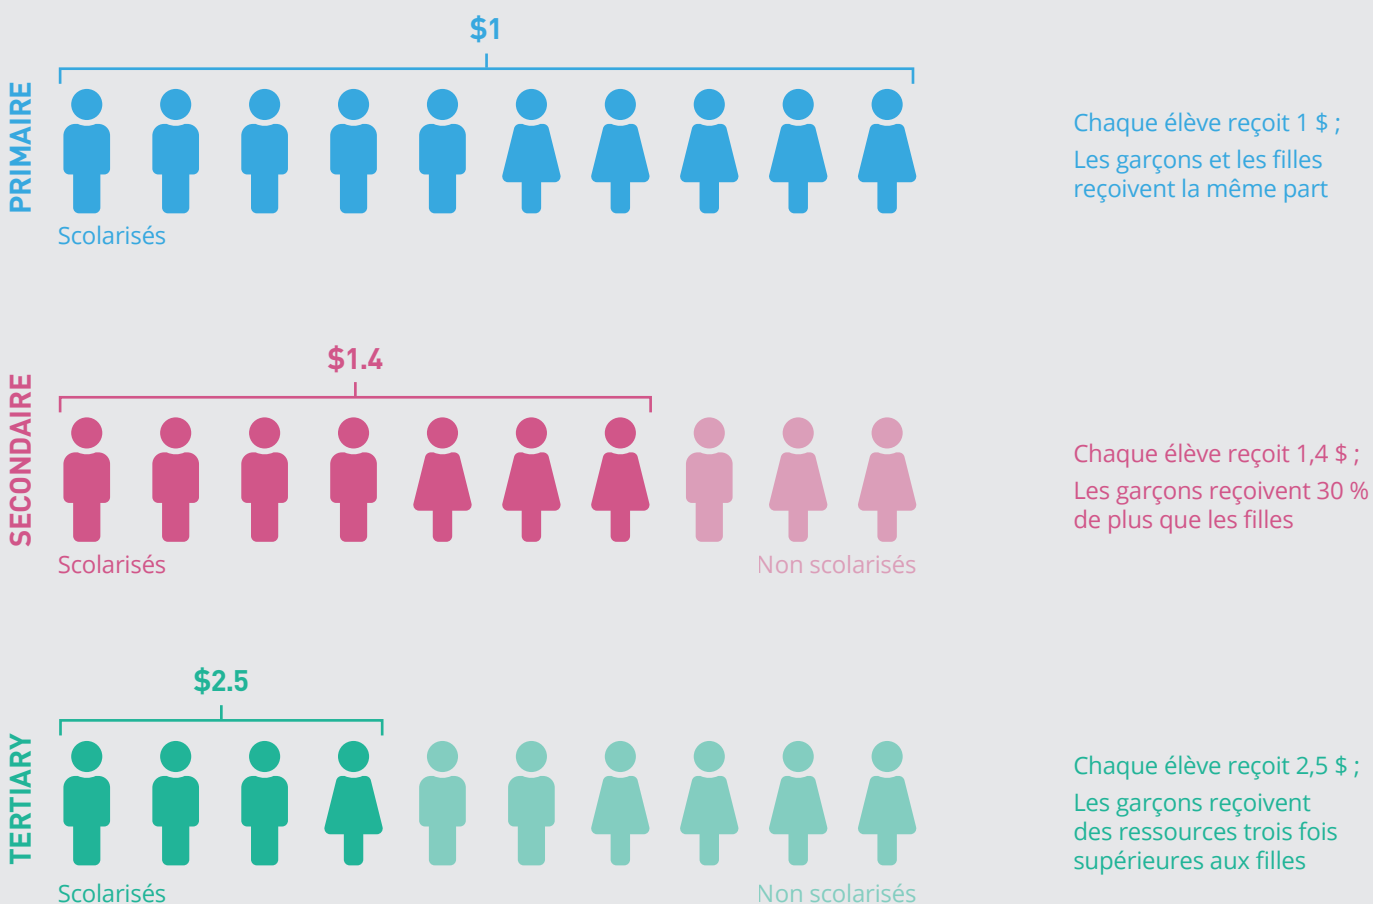 $1
PRIMAIRE
Scolarisés
Chaque élève reçoit 1 $ ;
Les garçons et les filles
reçoivent la même part
$1.4
SECONDAIRE
Scolarisés
Non scolarisés
Chaque élève reçoit 1,4 $ ;
Les garçons reçoivent 30 %
de plus que les filles
$2.5
TERTIARY
Scolarisés
Non scolarisés
Chaque élève reçoit 2,5 $ ;
Les garçons reçoivent
des ressources trois fois
supérieures aux filles